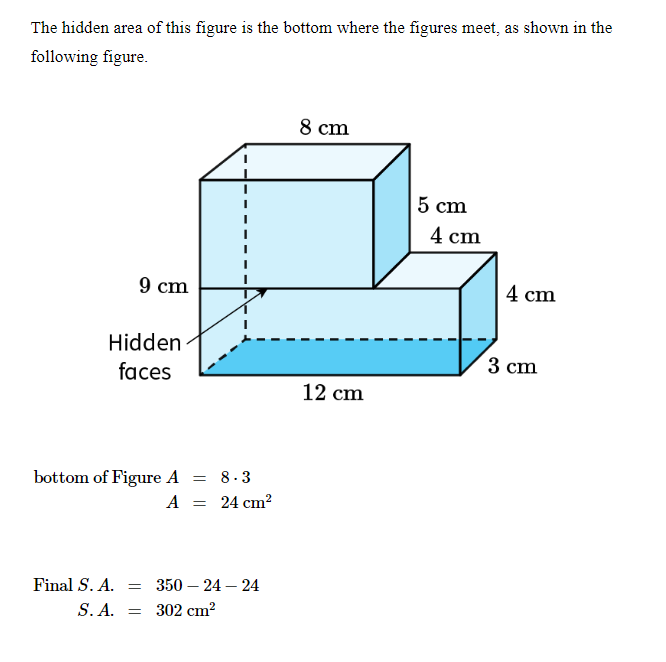 The hidden area of this figure is the bottom where the figures meet, as shown in the
following figure.
8 cm
5 cm
4 cm
9 cm
4 cm
Hidden
faces
3 cm
12 cm
bottom of Figure A = 8 · 3
A = 24 cm²
Final S. A. = 350 – 24 – 24
S. A. = 302 cm²